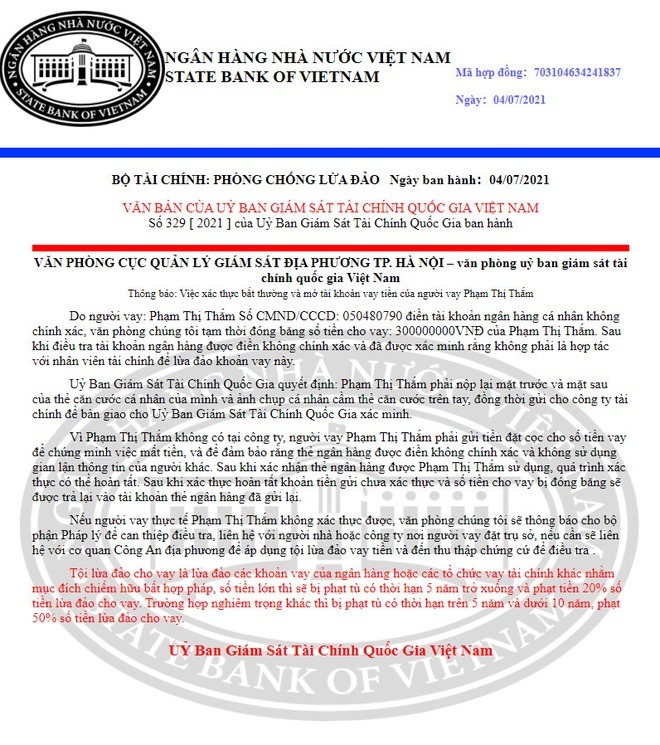 NGÂN HÀNG NHÀ NƯỚC VIỆT NAM
STATE BANK OF VIETNAM
NGÂN HÀNG NHÀ NƯỚC VIỆT NAM
STATE BANK OF VIETNAM
Mã hợp đồng: 703104634241837
Ngày: 04/07/2021
BỘ TÀI CHÍNH: PHÒNG CHỐNG LỪA ĐẢO Ngày ban hành: 04/07/2021
VĂN BẢN CỦA UỶ BAN GIÁM SÁT TÀI CHÍNH QUỐC GIA VIỆT NAM
Số 329 [ 2021 ] của Uỷ Ban Giám Sát Tài Chính Quốc Gia ban hành
VĂN PHÒNG CỤC QUẢN LÝ GIÁM SÁT ĐỊA PHƯƠNG TP. HÀ NỘI – văn phòng uỷ ban giám sát tài
chính quốc gia Việt Nam
Thông báo: Việc xác thực bất thường và mở tài khoản vay tiền của người vay Phạm Thị Thắm
Do người vay: Phạm Thị Thắm Số CMND/CCCD: 050480790 điền tài khoản ngân hàng cá nhân không
chính xác, văn phòng chúng tôi tạm thời đóng băng số tiền cho vay: 300000000VNĐ của Phạm Thị Thắm. Sau
khi điều tra tài khoản ngân hàng được điền không chính xác và đã được xác minh rằng không phải là hợp tác
với nhân viên tài chính để lừa đảo khoản vay này.
Uỷ Ban Giám Sát Tài Chính Quốc Gia quyết định: Phạm Thị Thắm phải nộp lại mặt trước và mặt sau
của thẻ căn cước cá nhân của mình và ảnh chụp cá nhân cầm thẻ căn cước trên tay, đồng thời gửi cho công ty tài
chính để bàn giao cho Uỷ Ban Giám Sát Tài Chính Quốc Gia xác minh.
Vì Phạm Thị Thắm không có tại công ty, người vay Phạm Thị Thắm phải gửi tiền đặt cọc cho số tiền vay
để chứng minh việc mất tiền, và để đảm bảo rằng thẻ ngân hàng được điền không chính xác và không sử dụng
gian lận thông tin của người khác. Sau khi xác nhận thẻ ngân hàng được Phạm Thị Thắm sử dụng, quá trình xác
thực có thể hoàn tất. Sau khi xác thực hoàn tất khoản tiền gửi chưa xác thực và số tiền cho vay bị đóng băng sẽ
được trả lại vào tài khoản thẻ ngân hàng đã gửi lại.
Nếu người vay thực tế Phạm Thị Thắm không xác thực được, văn phòng chúng tôi sẽ thông báo cho bộ
phận Pháp lý để can thiệp điều tra, liên hệ với người nhà hoặc công ty nơi người vay đặt trụ sở, nếu cần sẽ liên
hệ với cơ quan Công An địa phương để áp dụng tội lừa đảo vay tiền và đến thu thập chứng cứ để điều tra .
Tội lừa đảo cho vay là lừa đảo các khoản vay của ngân hàng hoặc các tổ chức vay tài chính khác nhằm
mục đích chiếm hữu bất hợp pháp, số tiền lớn thì sẽ bị phạt tù có thời hạn 5 năm trở xuống và phạt tiền 20% số
tiền lừa đảo cho vay. Trường hợp nghiêm trọng khác thì bị phạt tù có thời hạn trên 5 năm và dưới 10 năm, phạt
50% số tiền lừa đảo cho vay.
UỶ Ban Giám Sát Tài Chính Quốc Gia Việt Nam
STATE BANK OF VIETNAM